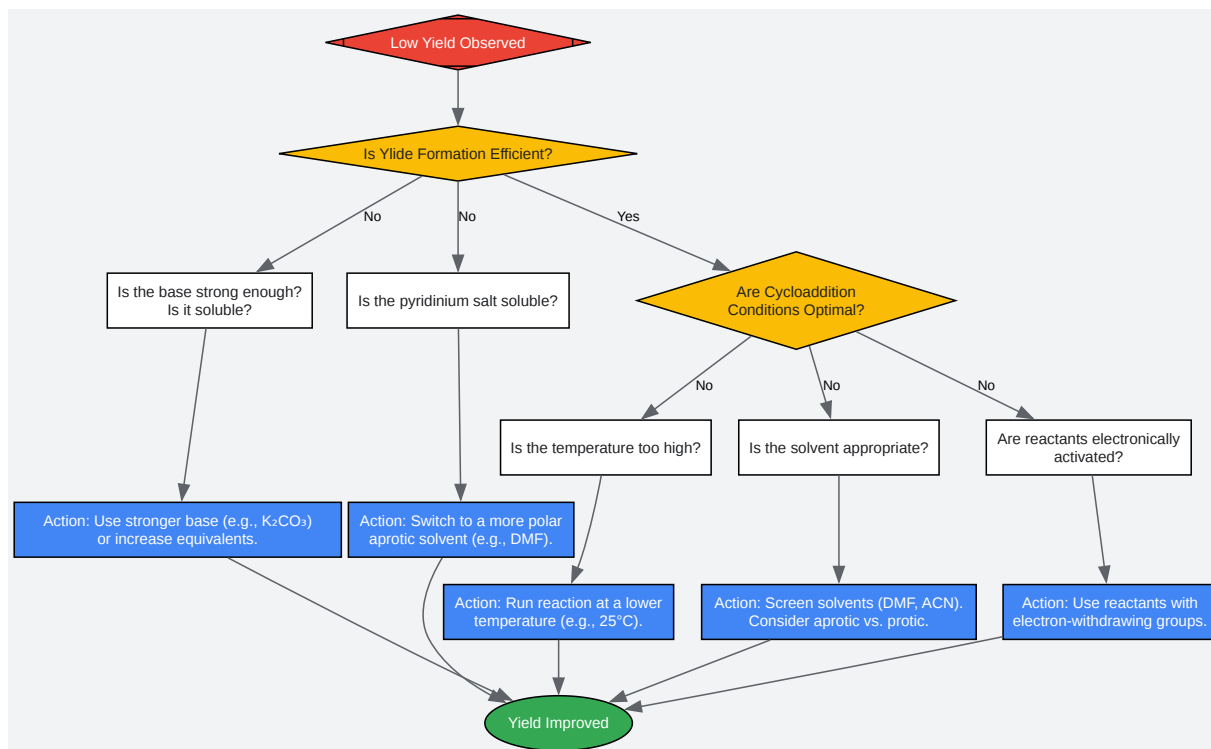 Low Yield Observed
Is Ylide Formation Efficient?
No
No
Yes
Is the base strong enough?
Is it soluble?
Is the pyridinium salt soluble?
Are Cycloaddition
Conditions Optimal?
No
No
No
Is the temperature too high?
Is the solvent appropriate?
Are reactants electronically
activated?
Action: Use stronger base (e.g., K₂CO₃)
or increase equivalents.
Action: Switch to a more polar
aprotic solvent (e.g., DMF).
Action: Run reaction at a lower
temperature (e.g., 25°C).
Action: Screen solvents (DMF, ACN).
Consider aprotic vs. protic.
Action: Use reactants with
electron-withdrawing groups.
Yield Improved